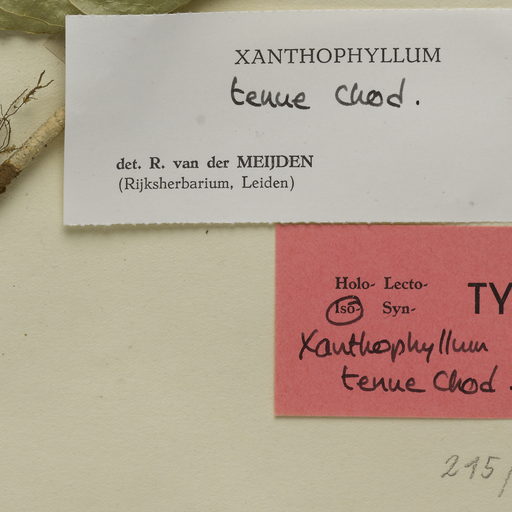 XANTHOPHYLLUM
tenue Chod.
det. R. van der MEIJDEN
(Rijksherbarium, Leiden)
Holo- Lecto-
Iso- Syn- TY
Xanthophyllum
tenue Chod.
215/